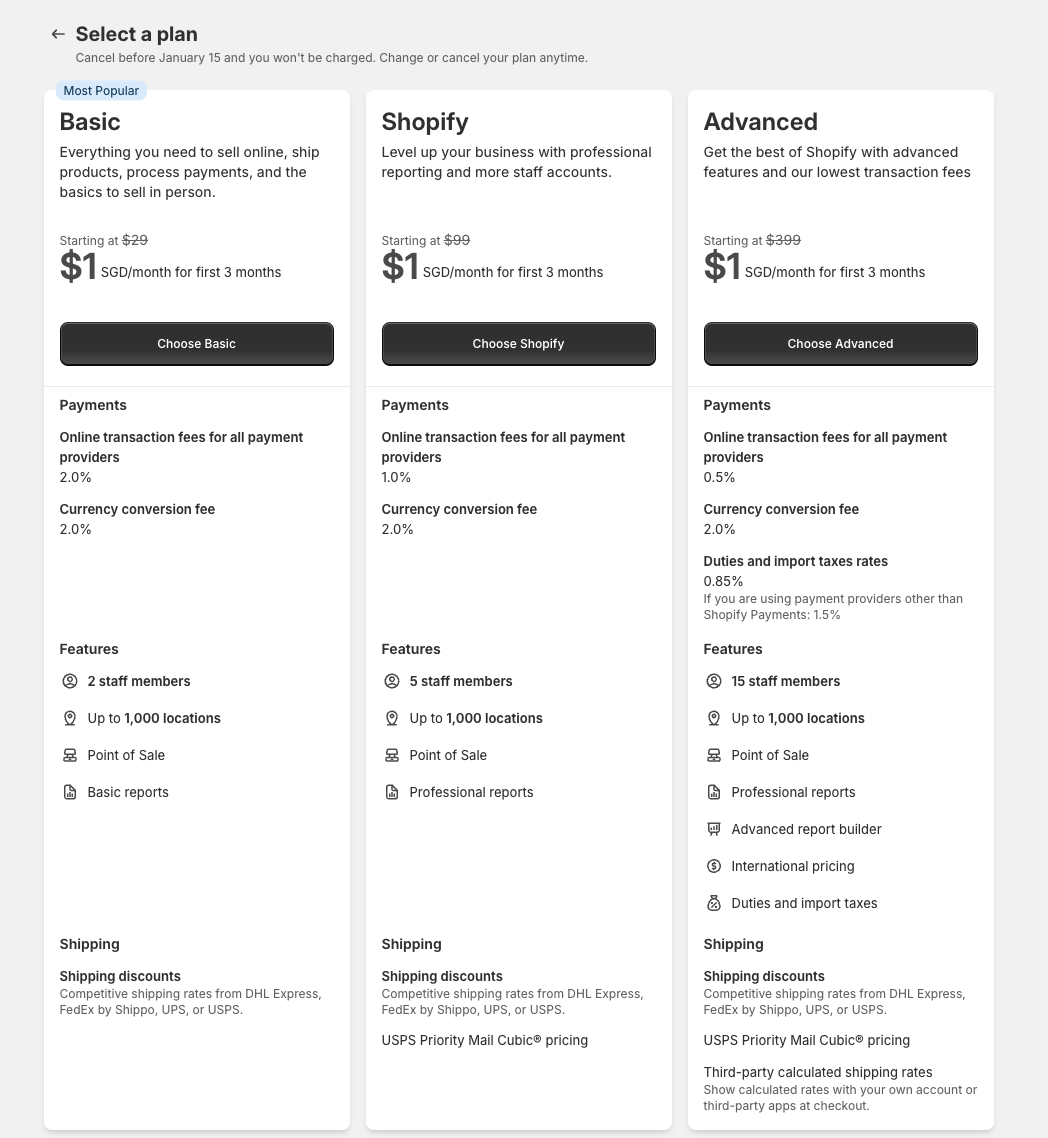 Select a plan
Cancel before January 15 and you won't be charged. Change or cancel your plan anytime.
Most Popular
Basic
Everything you need to sell online, ship
products, process payments, and the
basics to sell in person.
Starting at $29
$1 SGD/month for first 3 months
Choose Basic
Payments
Online transaction fees for all payment
providers
2.0%
Currency conversion fee
2.0%
Features
2 staff members
Up to 1,000 locations
Point of Sale
Basic reports
Shipping
Shipping discounts
Competitive shipping rates from DHL Express,
FedEx by Shippo, UPS, or USPS.
Shopify
Level up your business with professional
reporting and more staff accounts.
Starting at $99
$1 SGD/month for first 3 months
Choose Shopify
Payments
Online transaction fees for all payment
providers
1.0%
Currency conversion fee
2.0%
Features
5 staff members
Up to 1,000 locations
Point of Sale
Professional reports
Shipping
Shipping discounts
Competitive shipping rates from DHL Express,
FedEx by Shippo, UPS, or USPS.
USPS Priority Mail Cubic® pricing
Advanced
Get the best of Shopify with advanced
features and our lowest transaction fees
Starting at $399
$1 SGD/month for first 3 months
Choose Advanced
Payments
Online transaction fees for all payment
providers
0.5%
Currency conversion fee
2.0%
Duties and import taxes rates
0.85%
If you are using payment providers other than
Shopify Payments: 1.5%
Features
15 staff members
Up to 1,000 locations
Point of Sale
Professional reports
Advanced report builder
International pricing
Duties and import taxes
Shipping
Shipping discounts
Competitive shipping rates from DHL Express,
FedEx by Shippo, UPS, or USPS.
USPS Priority Mail Cubic® pricing
Third-party calculated shipping rates
Show calculated rates with your own account or
third-party apps at checkout.